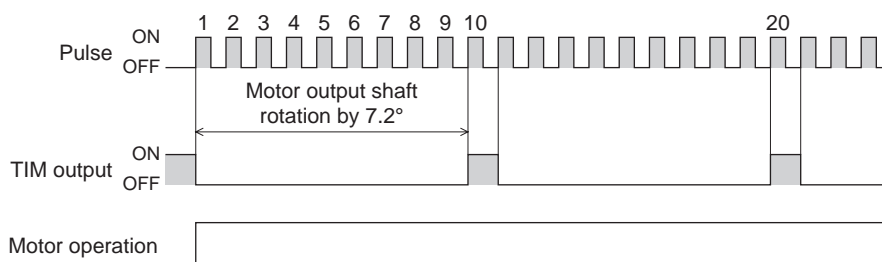 1 2 3 4 5 6 7 8 9 10 20
Pulse
ON
OFF
Motor output shaft
rotation by 7.2°
TIM output
ON
OFF
Motor operation